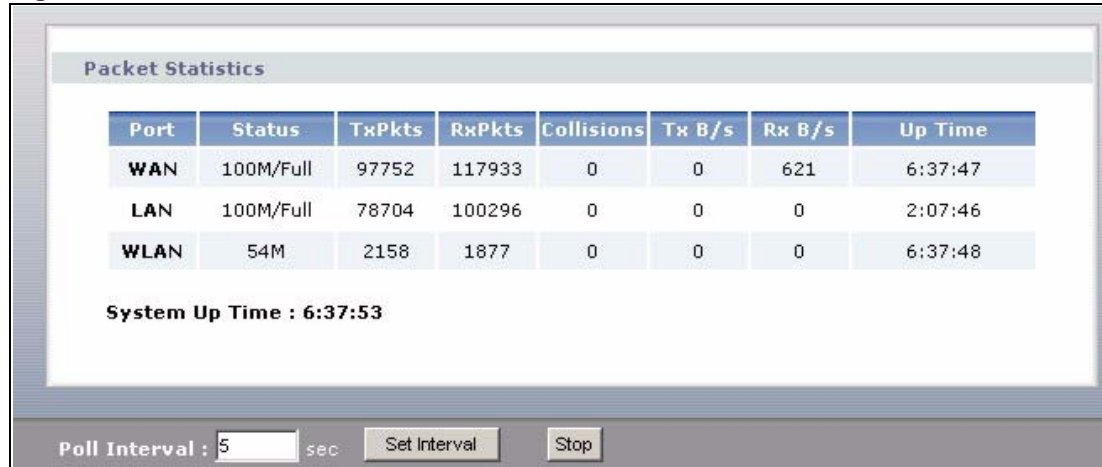 Packet Statistics
Port Status TxPkts RxPkts Collisions Tx B/s Rx B/s Up Time
WAN 100M/Full 97752 117933 0 0 621 6:37:47
LAN 100M/Full 78704 100296 0 0 0 2:07:46
WLAN 54M 2158 1877 0 0 0 6:37:48
System Up Time : 6:37:53
Poll Interval : 5 sec Set Interval Stop